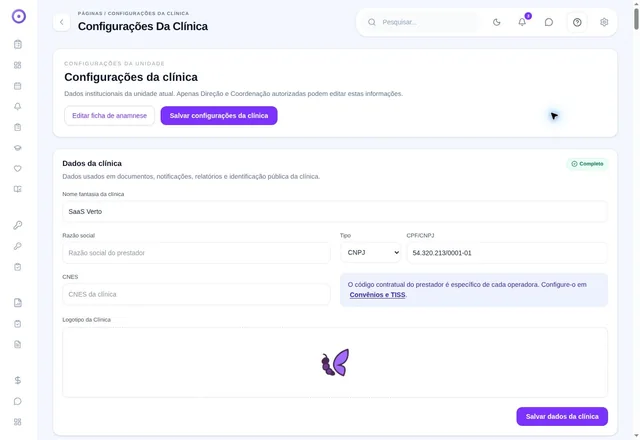 PÁGINAS / CONFIGURAÇÕES DA CLÍNICA
Configurações Da Clínica
Pesquisar...
CONFIGURAÇÕES DA UNIDADE
Configurações da clínica
Dados institucionais da unidade atual. Apenas Direção e Coordenação autorizadas podem editar estas informações.
Editar ficha de anamnese
Salvar configurações da clínica
Dados da clínica
Completo
Dados usados em documentos, notificações, relatórios e identificação pública da clínica.
Nome fantasia da clínica
SaaS Verto
Razão social
Tipo
CPF/CNPJ
Razão social do prestador
CNPJ
54.320.213/0001-01
CNES
CNES da clínica
O código contratual do prestador é específico de cada operadora. Configure-o em
Convênios e TISS.
Logotipo da Clínica
Salvar dados da clínica